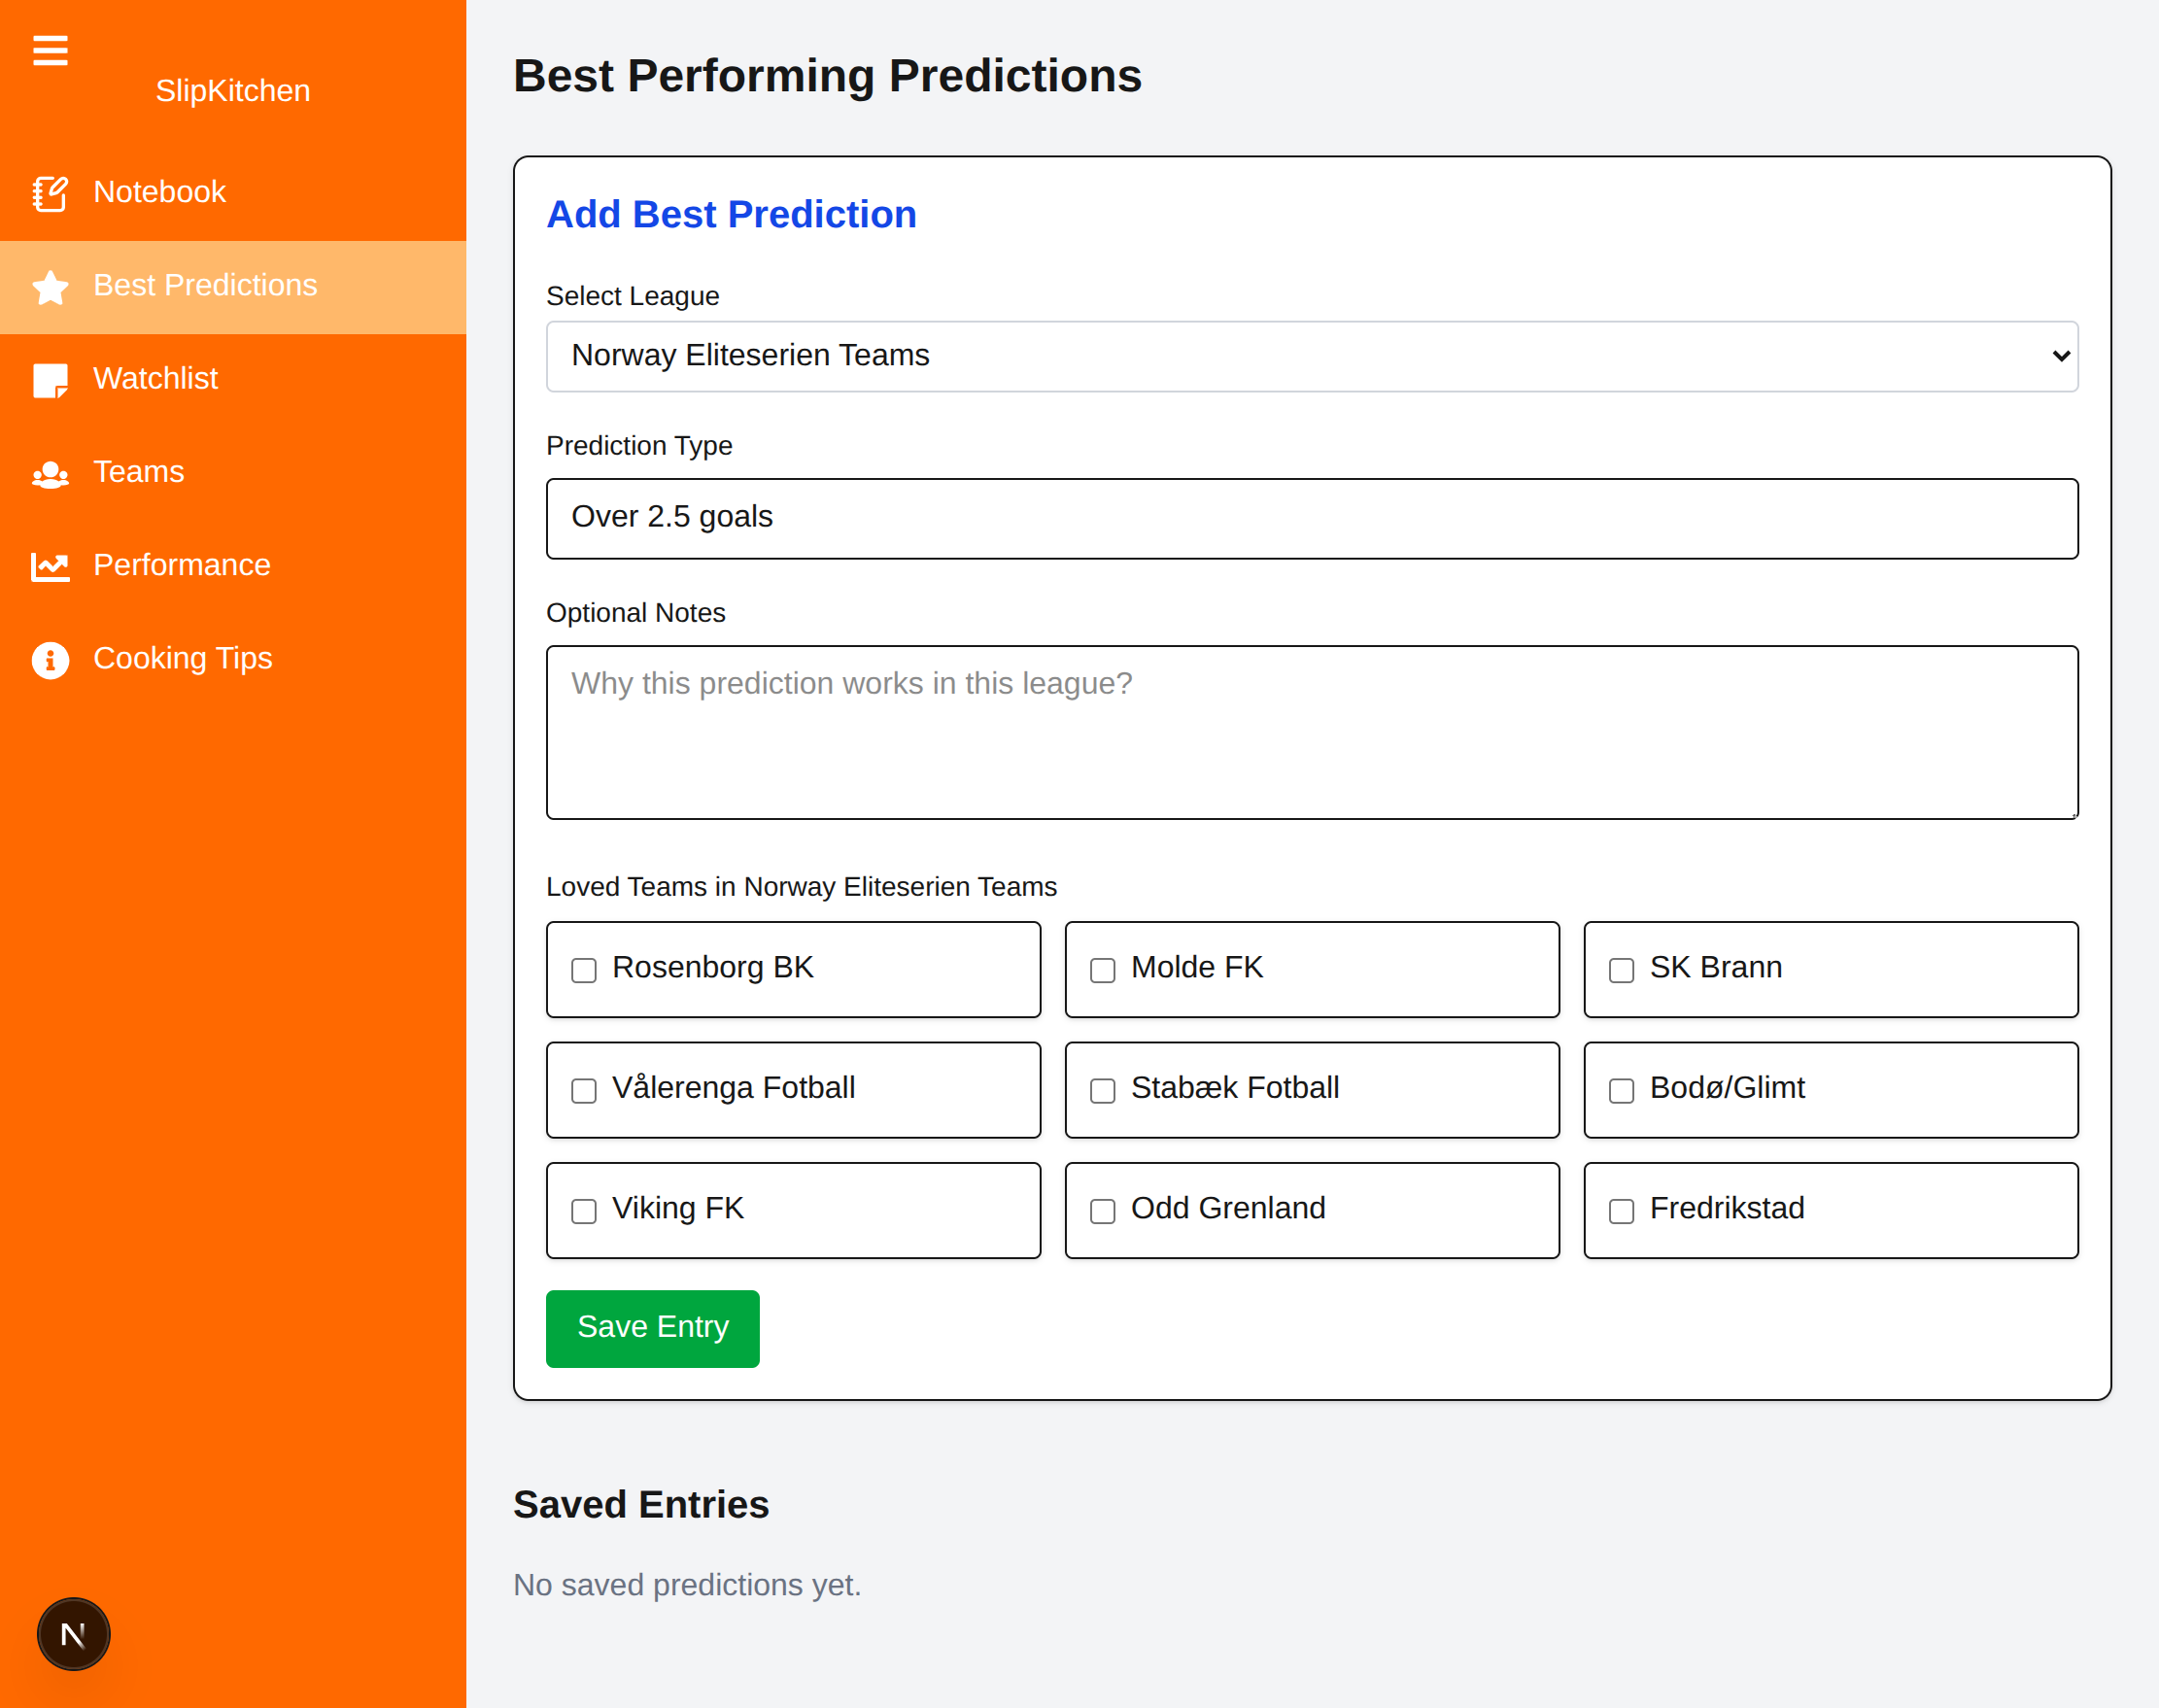 SlipKitchen
Notebook
Best Predictions
Watchlist
Teams
Performance
Cooking Tips
N
Best Performing Predictions
Add Best Prediction
Select League
Norway Eliteserien Teams
Prediction Type
Over 2.5 goals
Optional Notes
Why this prediction works in this league?
Loved Teams in Norway Eliteserien Teams
Rosenborg BK
Molde FK
SK Brann
Vålerenga Fotball
Stabæk Fotball
Bodø/Glimt
Viking FK
Odd Grenland
Fredrikstad
Save Entry
Saved Entries
No saved predictions yet.